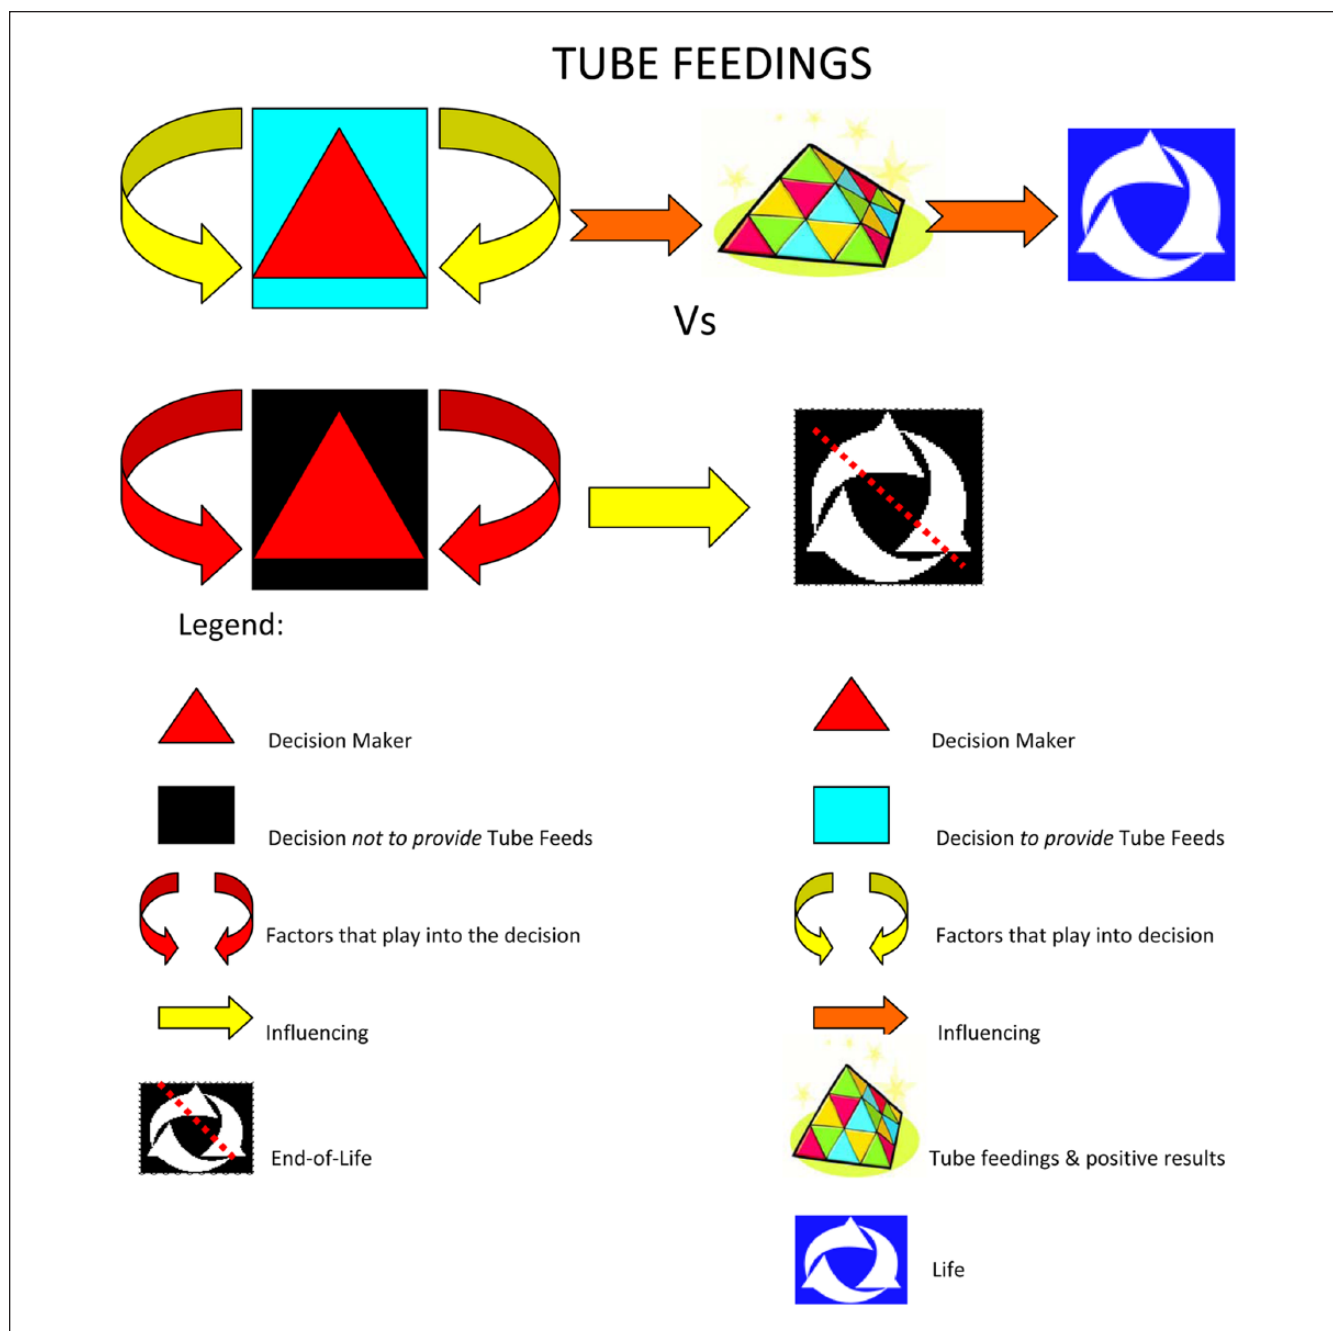 TUBE FEEDINGS
Vs
Legend:
Decision Maker
Decision not to provide Tube Feeds
Factors that play into the decision
Influencing
End-of-Life
Decision Maker
Decision to provide Tube Feeds
Factors that play into decision
Influencing
Tube feedings & positive results
Life